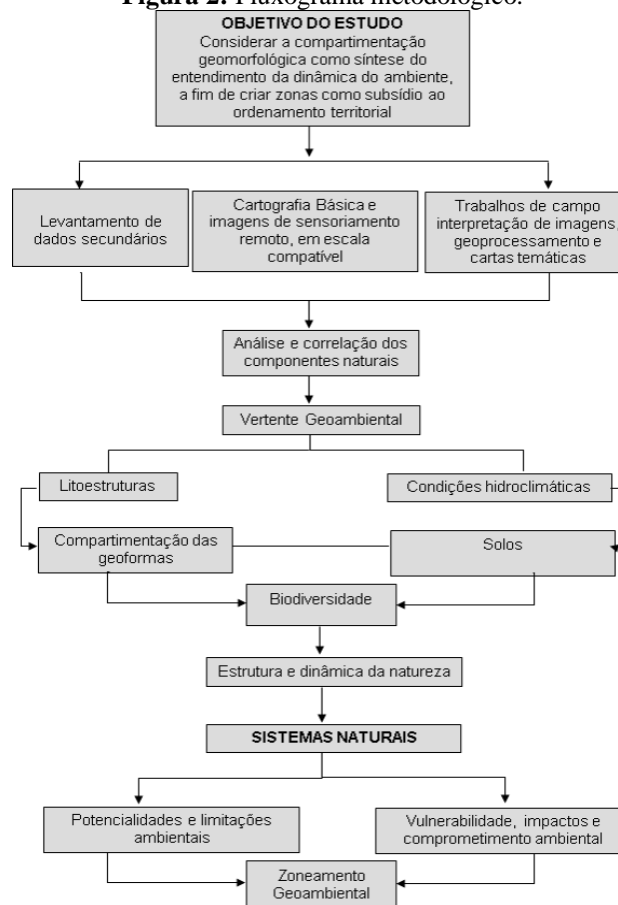 Figura 2. Fluxograma metodológico.
OBJETIVO DO ESTUDO
Considerar a compartimentação
geomorfológica como síntese do
entendimento da dinâmica do ambiente,
a fim de criar zonas como subsídio ao
ordenamento territorial
Levantamento de
dados secundários
Cartografia Básica e
imagens de sensoriamento
remoto, em escala
compatível
Trabalhos de campo
interpretação de imagens,
geoprocessamento e
cartas temáticas
Análise e correlação dos
componentes naturais
Vertente Geoambiental
Litoestruturas
Condições hidroclimáticas
Compartimentação das
geoformas
Solos
Biodiversidade
Estrutura e dinâmica da natureza
SISTEMAS NATURAIS
Potencialidades e limitações
ambientais
Vulnerabilidade, impactos e
comprometimento ambiental
Zoneamento
Geoambiental